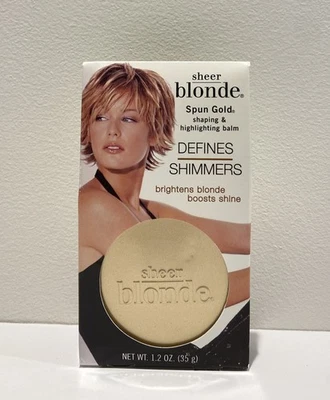 sheer
blonde®
Spun Gold®
shaping &
highlighting balm
DEFINES
SHIMMERS
brightens blonde
boosts shine
sheer
blonde®
NET WT. 1.2 OZ. (35 g)